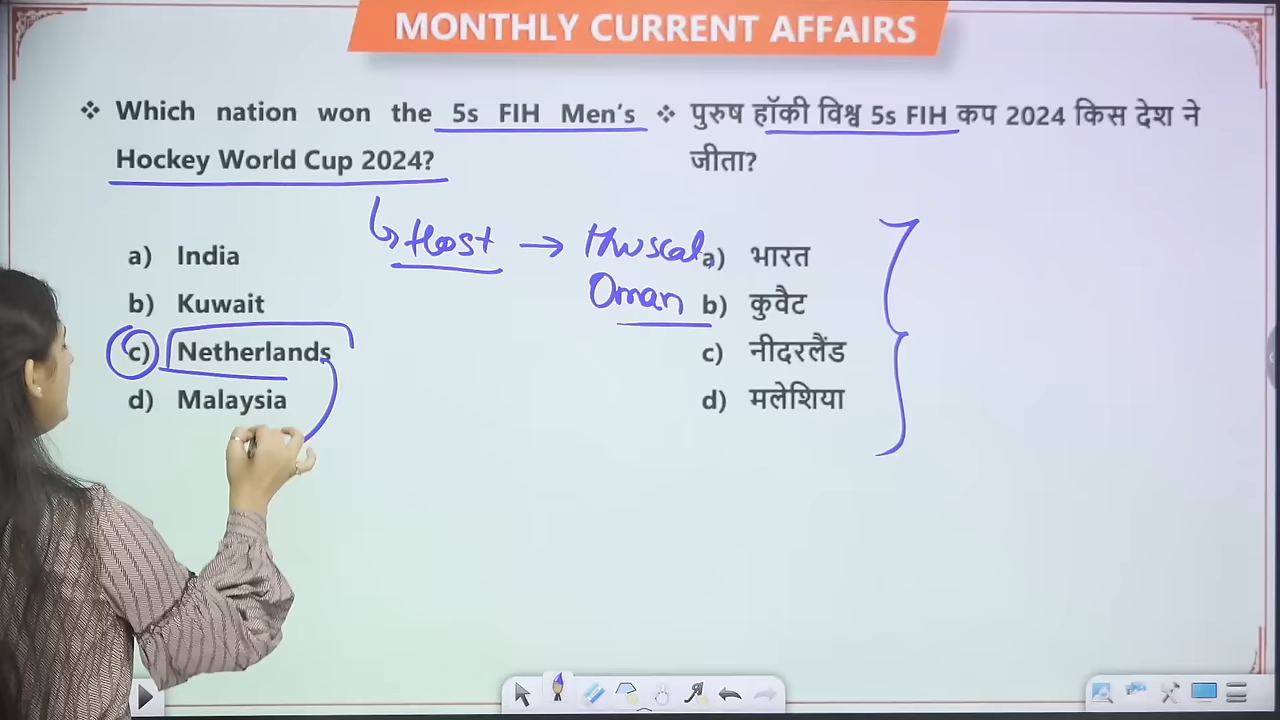 MONTHLY CURRENT AFFAIRS
❖ Which nation won the 5s FIH Men's
Hockey World Cup 2024?
a) India
b) Kuwait
c) Netherlands
d) Malaysia
Host → Muscat,
Oman
❖ पुरुष हॉकी विश्व 5s FIH कप 2024 किस देश ने
जीता?
a) भारत
b) कुवैट
c) नीदरलैंड
d) मलेशिया